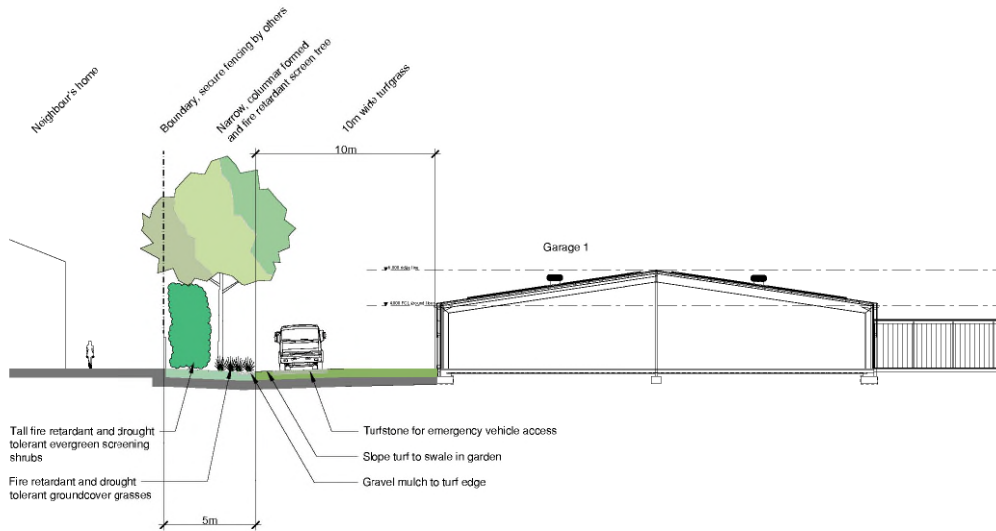 Neighbour's home
Boundary, secure fencing by others
Narrow, columnar formed
and fire retardant screen tree
10m wide turfgrass
10m
Garage 1
Tall fire retardant and drought
tolerant evergreen screening
shrubs
Fire retardant and drought
tolerant groundcover grasses
Turfstone for emergency vehicle access
Slope turf to swale in garden
Gravel mulch to turf edge
5m